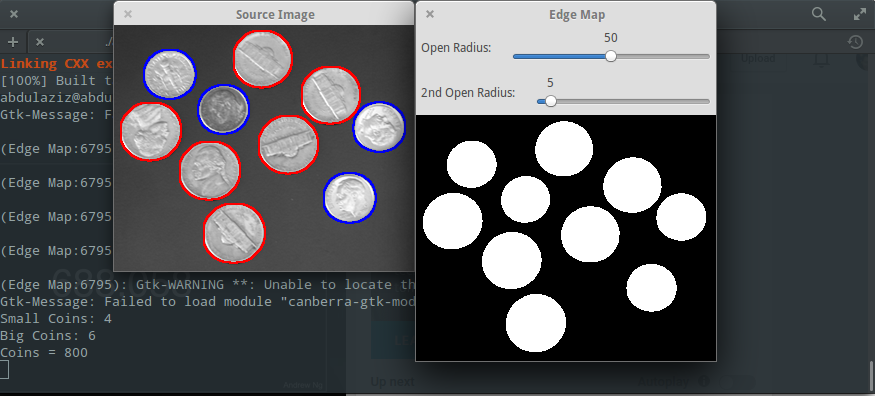 Source Image
Edge Map
Open Radius:
50
2nd Open Radius:
5
Linking CXX ex
[100%] Built t
abdulaziz@abdu
Gtk-Message: F
(Edge Map:6795
(Edge Map:6795
(Edge Map:6795
(Edge Map:6795
(Edge Map:6795): Gtk-WARNING **: Unable to locate th
Gtk-Message: Failed to load module "canberra-gtk-mod
Small Coins: 4
Big Coins: 6
Coins = 800
Upload
Up next
Autoplay